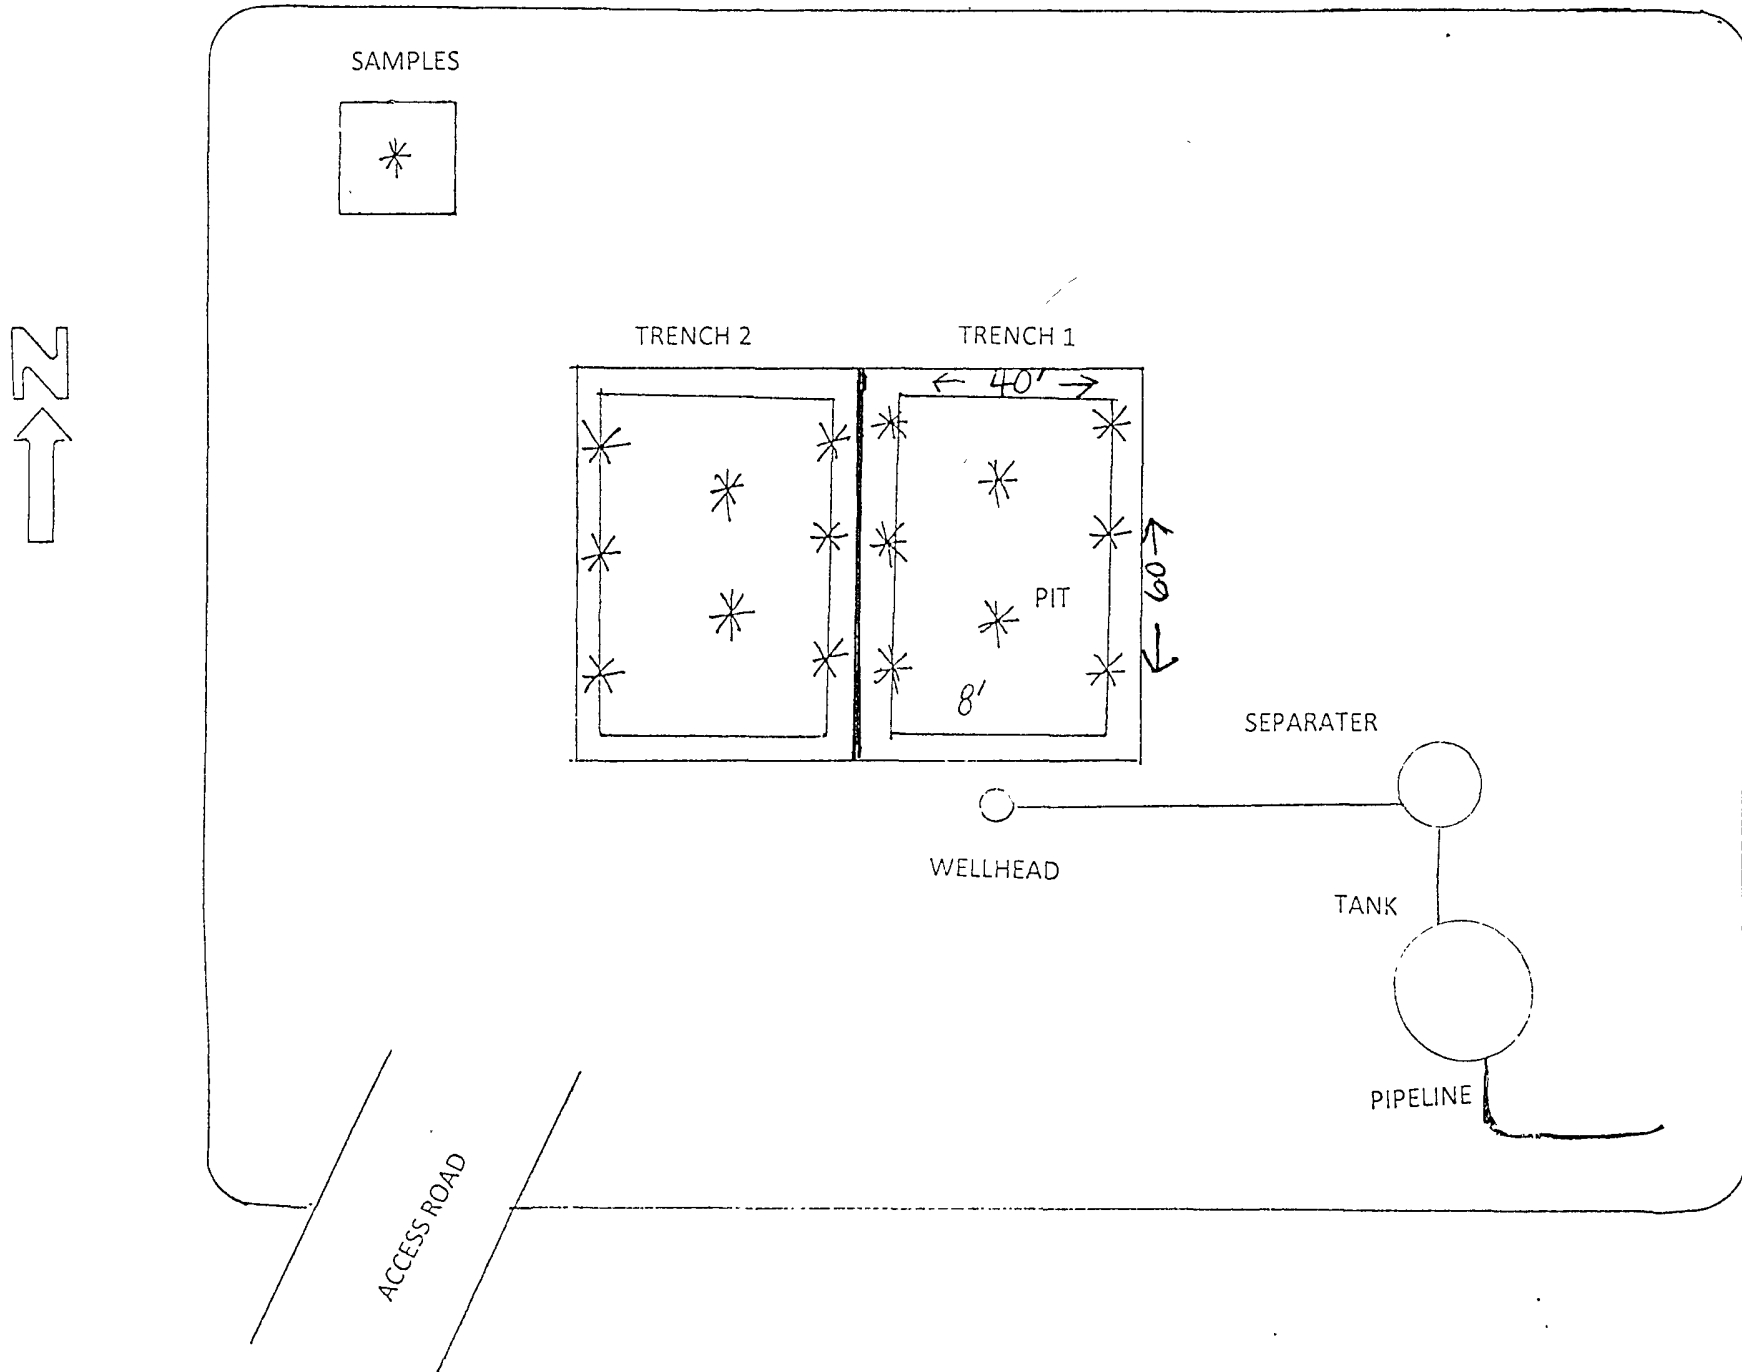 SAMPLES
N
TRENCH 2
TRENCH 1
← 40' →
← 60' →
PIT
8'
SEPARATER
WELLHEAD
TANK
PIPELINE
ACCESS ROAD